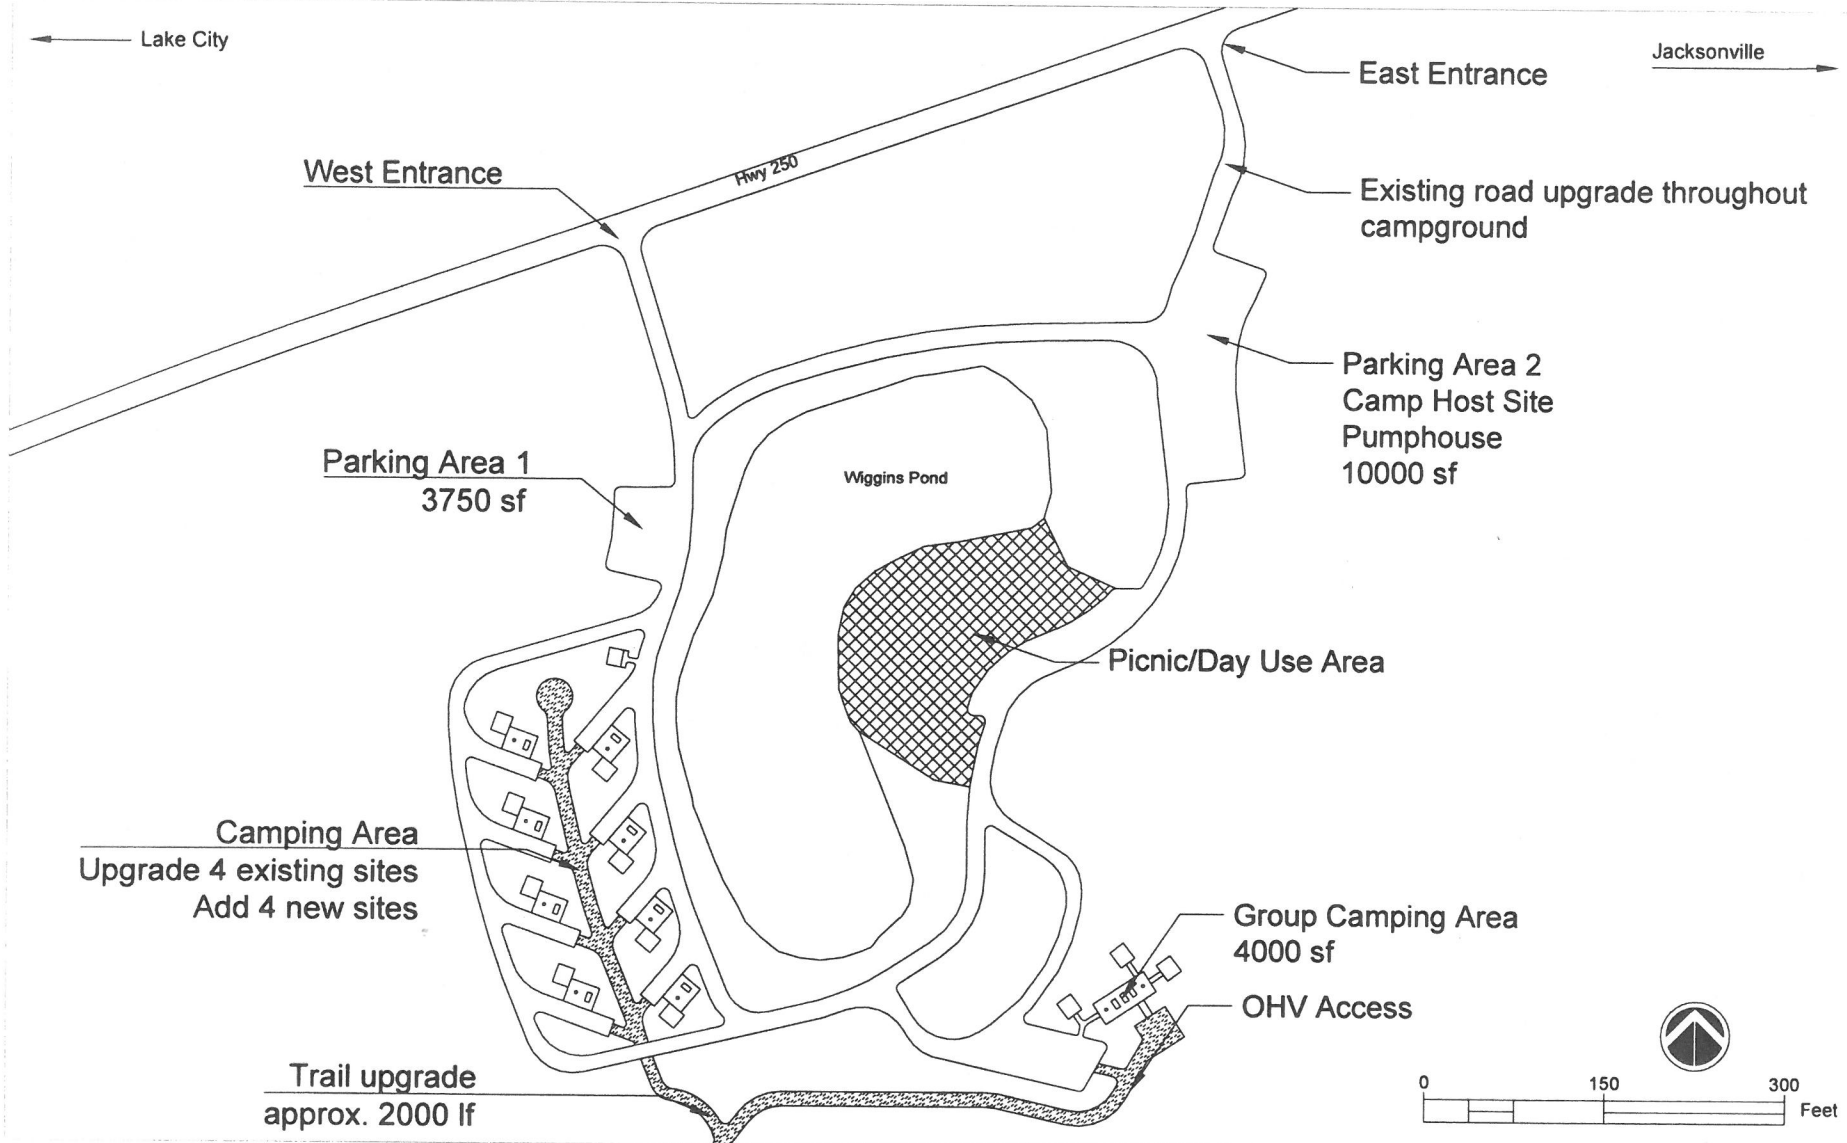 Lake City
Jacksonville
East Entrance
Hwy 250
West Entrance
Existing road upgrade throughout
campground
Parking Area 2
Camp Host Site
Pumphouse
10000 sf
Parking Area 1
3750 sf
Wiggins Pond
Picnic/Day Use Area
Camping Area
Upgrade 4 existing sites
Add 4 new sites
Group Camping Area
4000 sf
OHV Access
Trail upgrade
approx. 2000 lf
0 150 300
Feet